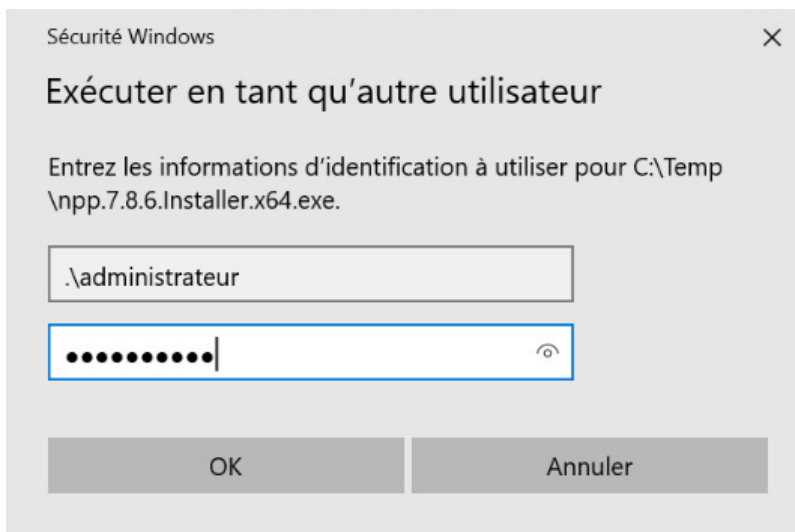 Sécurité Windows
Exécuter en tant qu'autre utilisateur
Entrez les informations d'identification à utiliser pour C:\Temp
\npp.7.8.6.Installer.x64.exe.
.\administrateur
●●●●●●●●●●
OK
Annuler